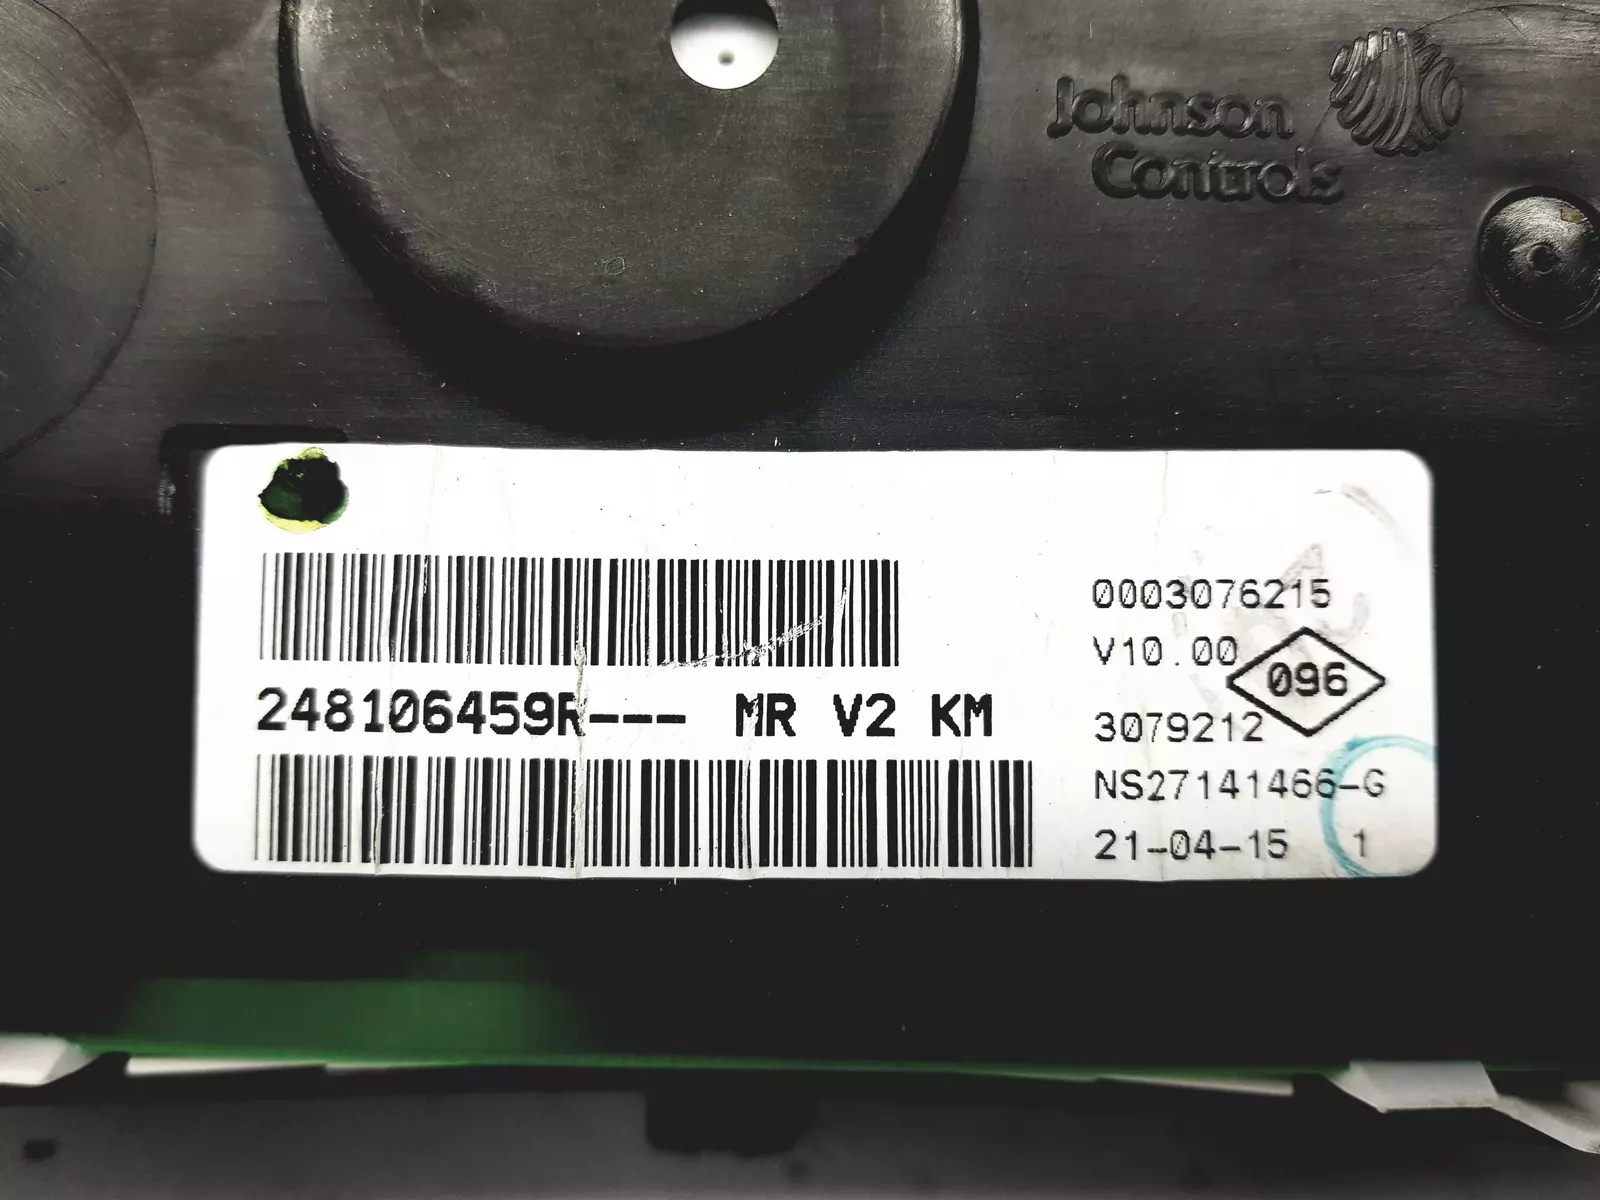 Johnson
Controls
0003076215
V10.00
096
248106459R--- MR V2 KM
3079212
NS27141466-G
21-04-15 1